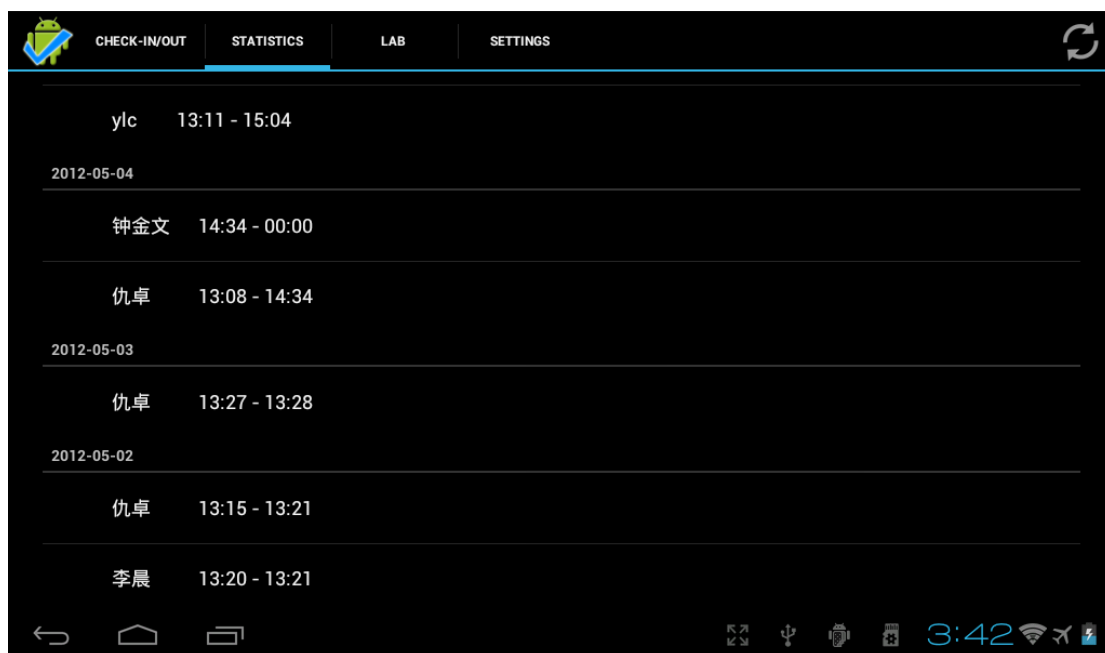 CHECK-IN/OUT STATISTICS LAB SETTINGS
ylc 13:11 - 15:04
2012-05-04
钟金文 14:34 - 00:00
仇卓 13:08 - 14:34
2012-05-03
仇卓 13:27 - 13:28
2012-05-02
仇卓 13:15 - 13:21
李晨 13:20 - 13:21
3:42